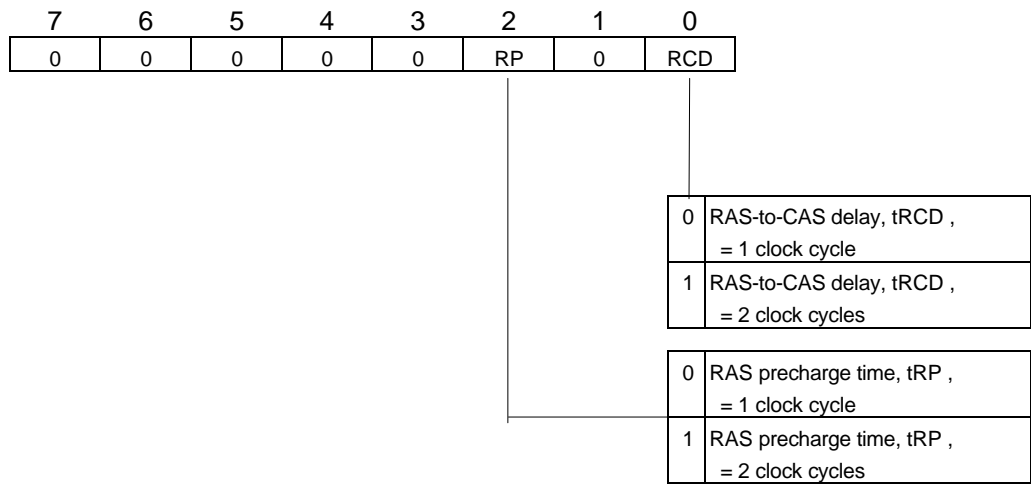 7 6 5 4 3 2 1 0
0 0 0 0 0 RP 0 RCD
0 RAS-to-CAS delay, tRCD ,
= 1 clock cycle
1 RAS-to-CAS delay, tRCD ,
= 2 clock cycles
0 RAS precharge time, tRP ,
= 1 clock cycle
1 RAS precharge time, tRP ,
= 2 clock cycles